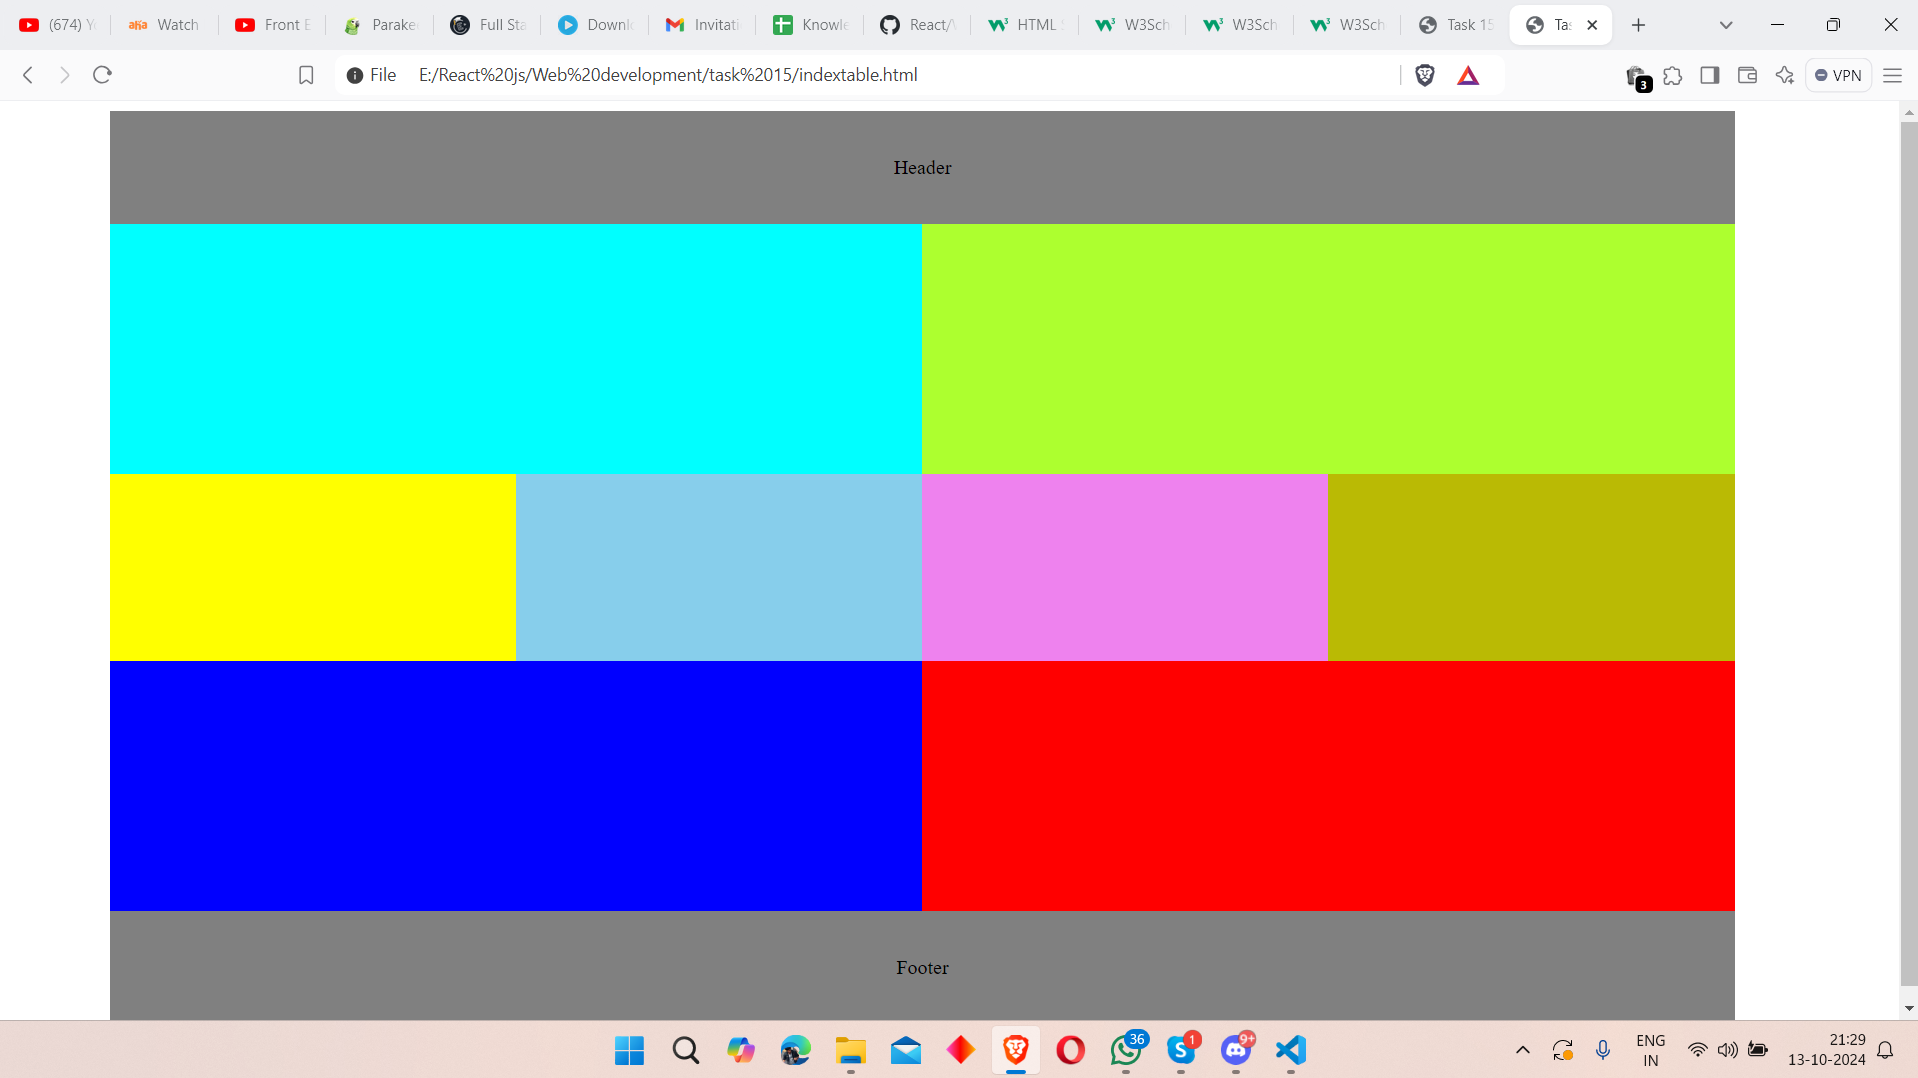 (674) Y
aha Watch
Front E
Parake
Full Sta
Downl
Invitati
Knowle
React/
HTML
W3Sch
W3Sch
W3Sch
Task 15
Ta
File E:/React%20js/Web%20development/task%2015/indextable.html
3
VPN
Header
Footer
36
1
9+
ENG
IN
21:29
13-10-2024